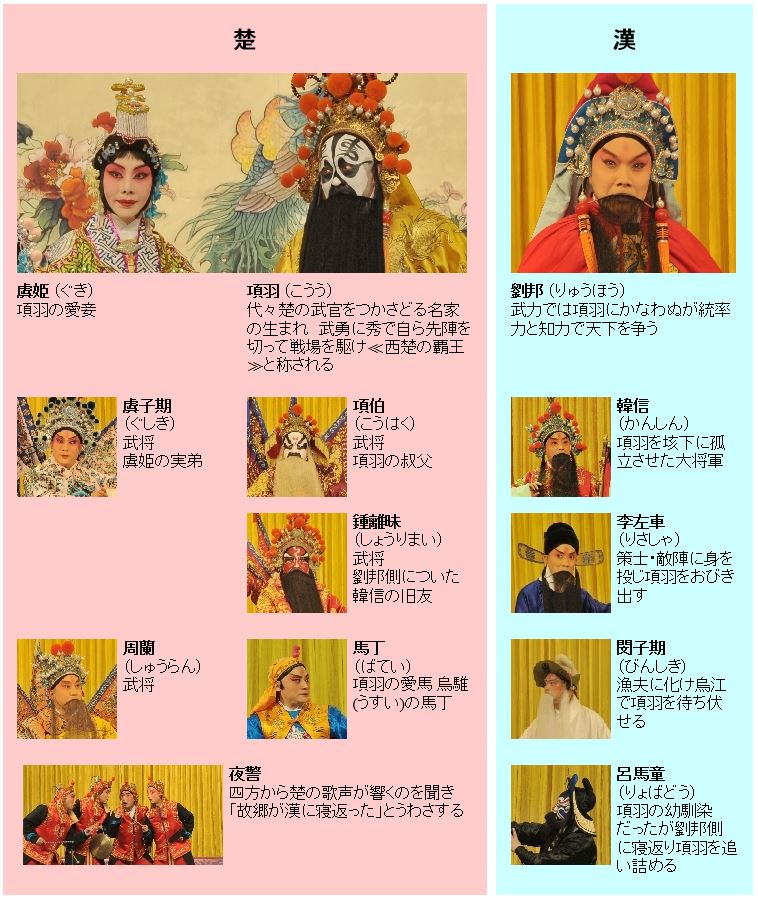 楚
虞姫 (ぐき)
項羽の愛妾
項羽 (こうう)
代々楚の武官をつかさどる名家
の生まれ 武勇に秀で自ら先陣を
切って戦場を駆け≪西楚の覇王
≫と称される
虞子期
(ぐしき)
武将
虞姫の実弟
項伯
(こうはく)
武将
項羽の叔父
鍾離昧
(しょうりまい)
武将
劉邦側についた
韓信の旧友
周蘭
(しゅうらん)
武将
馬丁
(ばてい)
項羽の愛馬 烏騅
(うすい)の馬丁
夜警
四方から楚の歌声が響くのを聞き
「故郷が漢に寝返った」とうわさする
漢
劉邦 (りゅうほう)
武力では項羽にかなわぬが統率
力と知力で天下を争う
韓信
(かんしん)
項羽を垓下に孤
立させた大将軍
李左車
(りさしゃ)
策士・敵陣に身を
投じ項羽をおびき
出す
閔子期
(びんしき)
漁夫に化け烏江
で項羽を待ち伏
せる
呂馬童
(りょばどう)
項羽の幼馴染
だったが劉邦側
に寝返り項羽を追
い詰める